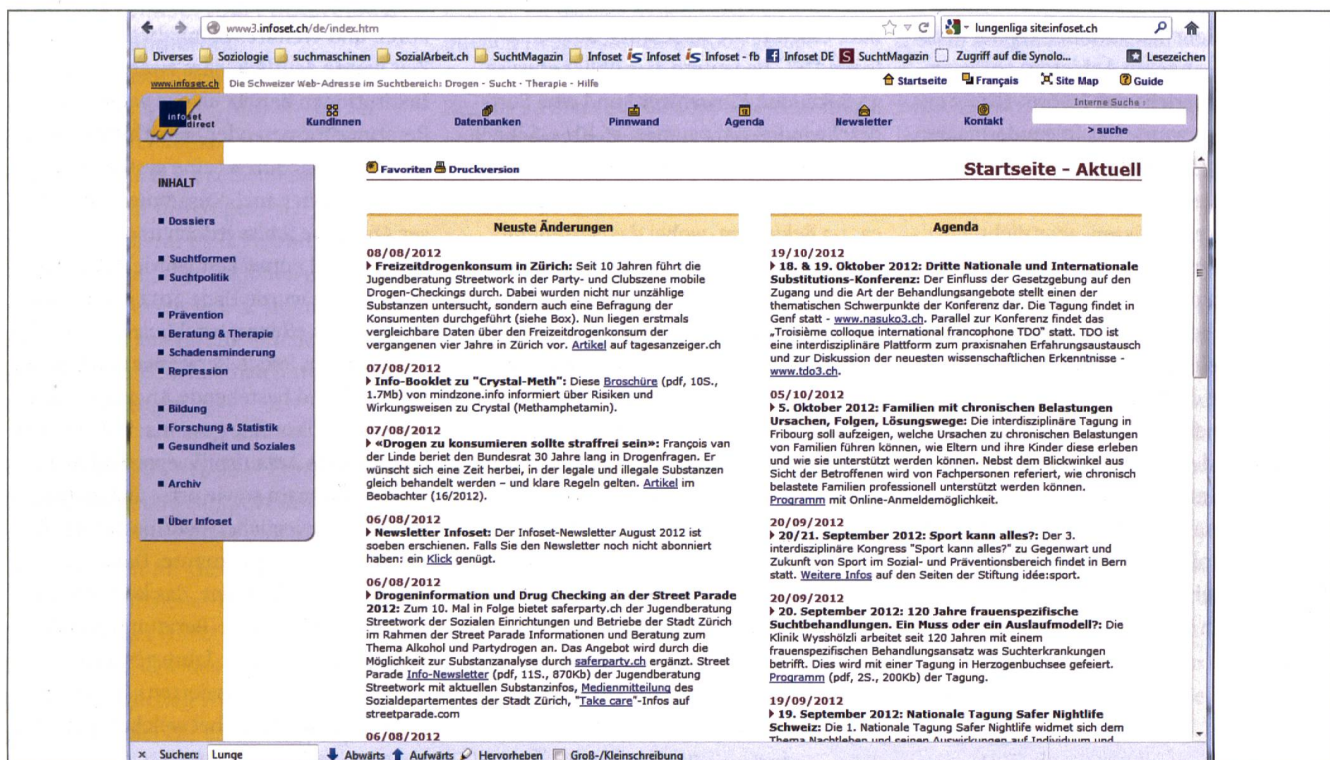 www3.infoset.ch/de/index.htm
lungenliga site:infoset.ch
Diverses Soziologie suchmaschinen SozialArbeit.ch SuchtMagazin Infoset Infoset Infoset - fb Infoset DE SuchtMagazin Zugriff auf die Synolo... Lesezeichen
www.infoset.ch Die Schweizer Web-Adresse im Suchtbereich: Drogen - Sucht - Therapie - Hilfe
Startseite Français Site Map Guide
infoset direct
KundInnen Datenbanken Pinnwand Agenda Newsletter Kontakt
Interne Suche :
> suche
INHALT
Dossiers
Suchtformen
Suchtpolitik
Prävention
Beratung & Therapie
Schadensminderung
Repression
Bildung
Forschung & Statistik
Gesundheit und Soziales
Archiv
Über Infoset
Favoriten Druckversion
Startseite - Aktuell
Neuste Änderungen
08/08/2012
Freizeitdrogenkonsum in Zürich: Seit 10 Jahren führt die
Jugendberatung Streetwork in der Party- und Clubszene mobile
Drogen-Checkings durch. Dabei wurden nicht nur unzählige
Substanzen untersucht, sondern auch eine Befragung der
Konsumenten durchgeführt (siehe Box). Nun liegen erstmals
vergleichbare Daten über den Freizeitdrogenkonsum der
vergangenen vier Jahre in Zürich vor. Artikel auf tagesanzeiger.ch
07/08/2012
Info-Booklet zu "Crystal-Meth": Diese Broschüre (pdf, 10S.,
1.7Mb) von mindzone.info informiert über Risiken und
Wirkungsweisen zu Crystal (Methamphetamin).
07/08/2012
«Drogen zu konsumieren sollte straffrei sein»: François van
der Linde beriet den Bundesrat 30 Jahre lang in Drogenfragen. Er
wünscht sich eine Zeit herbei, in der legale und illegale Substanzen
gleich behandelt werden – und klare Regeln gelten. Artikel im
Beobachter (16/2012).
06/08/2012
Newsletter Infoset: Der Infoset-Newsletter August 2012 ist
soeben erschienen. Falls Sie den Newsletter noch nicht abonniert
haben: ein Klick genügt.
06/08/2012
Drogeninformation und Drug Checking an der Street Parade
2012: Zum 10. Mal in Folge bietet saferparty.ch der Jugendberatung
Streetwork der Sozialen Einrichtungen und Betriebe der Stadt Zürich
im Rahmen der Street Parade Informationen und Beratung zum
Thema Alkohol und Partydrogen an. Das Angebot wird durch die
Möglichkeit zur Substanzanalyse durch saferparty.ch ergänzt. Street
Parade Info-Newsletter (pdf, 11S., 870Kb) der Jugendberatung
Streetwork mit aktuellen Substanzinfos, Medienmitteilung des
Sozialdepartementes der Stadt Zürich, "Take care"-Infos auf
streetparade.com
06/08/2012
Agenda
19/10/2012
18. & 19. Oktober 2012: Dritte Nationale und Internationale
Substitutions-Konferenz: Der Einfluss der Gesetzgebung auf den
Zugang und die Art der Behandlungsangebote stellt einen der
thematischen Schwerpunkte der Konferenz dar. Die Tagung findet in
Genf statt - www.nasuko3.ch. Parallel zur Konferenz findet das
„Troisième colloque international francophone TDO" statt. TDO ist
eine interdisziplinäre Plattform zum praxisnahen Erfahrungsaustausch
und zur Diskussion der neuesten wissenschaftlichen Erkenntnisse -
www.tdo3.ch.
05/10/2012
5. Oktober 2012: Familien mit chronischen Belastungen
Ursachen, Folgen, Lösungswege: Die interdisziplinäre Tagung in
Fribourg soll aufzeigen, welche Ursachen zu chronischen Belastungen
von Familien führen können, wie Eltern und ihre Kinder diese erleben
und wie sie unterstützt werden können. Nebst dem Blickwinkel aus
Sicht der Betroffenen wird von Fachpersonen referiert, wie chronisch
belastete Familien professionell unterstützt werden können.
Programm mit Online-Anmeldemöglichkeit.
20/09/2012
20/21. September 2012: Sport kann alles?: Der 3.
interdisziplinäre Kongress "Sport kann alles?" zu Gegenwart und
Zukunft von Sport im Sozial- und Präventionsbereich findet in Bern
statt. Weitere Infos auf den Seiten der Stiftung idée:sport.
20/09/2012
20. September 2012: 120 Jahre frauenspezifische
Suchtbehandlungen. Ein Muss oder ein Auslaufmodell?: Die
Klinik Wysshölzli arbeitet seit 120 Jahren mit einem
frauenspezifischen Behandlungsansatz was Suchterkrankungen
betrifft. Dies wird mit einer Tagung in Herzogenbuchsee gefeiert.
Programm (pdf, 2S., 200Kb) der Tagung.
19/09/2012
19. September 2012: Nationale Tagung Safer Nightlife
Schweiz: Die 1. Nationale Tagung Safer Nightlife widmet sich dem
Thema Nachtleben und seinen Auswirkungen auf Individuum und
× Suchen: Lunge Abwärts Aufwärts Hervorheben Groß-/Kleinschreibung